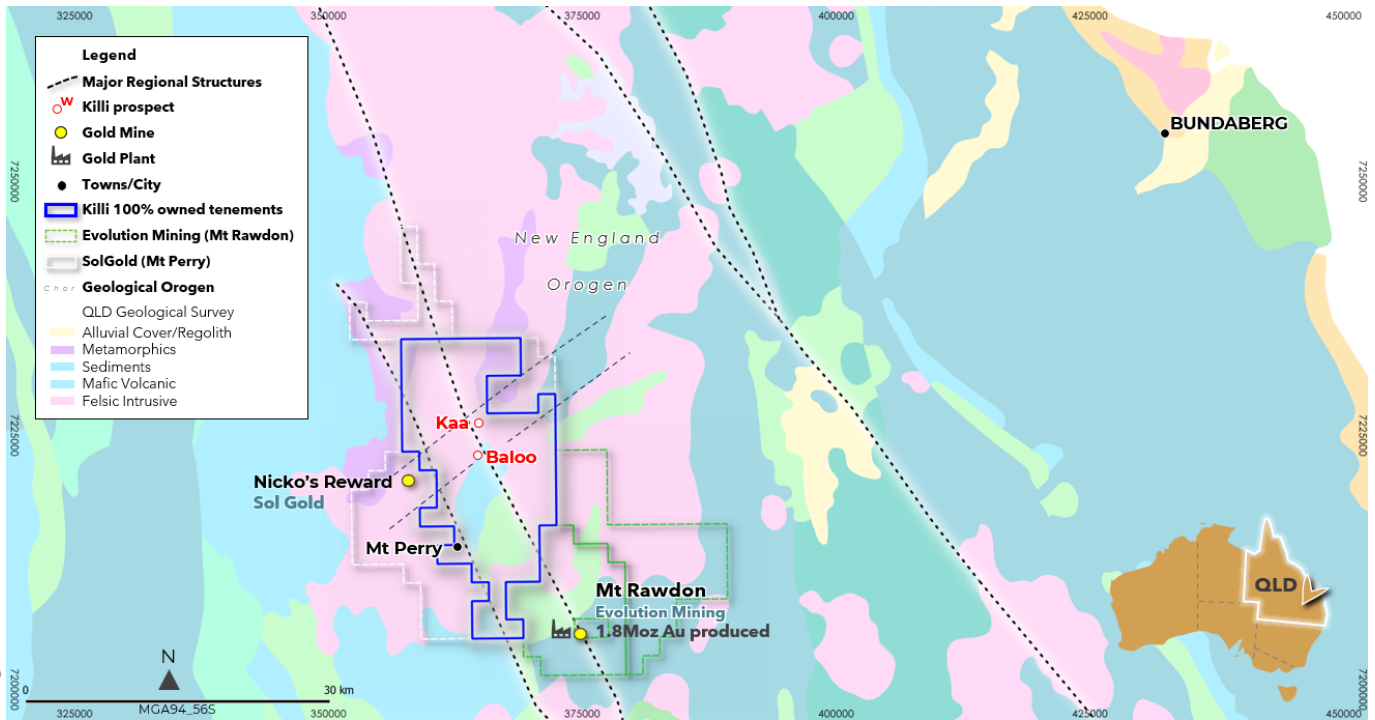 325000
350000
375000
400000
425000
450000
Legend
Major Regional Structures
W
Killi prospect
Gold Mine
Gold Plant
Towns/City
Killi 100% owned tenements
Evolution Mining (Mt Rawdon)
SolGold (Mt Perry)
Chor
Geological Orogen
QLD Geological Survey
Alluvial Cover/Regolith
Metamorphics
Sediments
Mafic Volcanic
Felsic Intrusive
BUNDABERG
7250000
7250000
New England
Orogen
7225000
7225000
Kaa
Baloo
Nicko's Reward
Sol Gold
Mt Perry
Mt Rawdon
Evolution Mining
1.8Moz Au produced
QLD
N
0
30 km
MGA94_56S
7200000
7200000
325000
350000
375000
400000
425000
450000